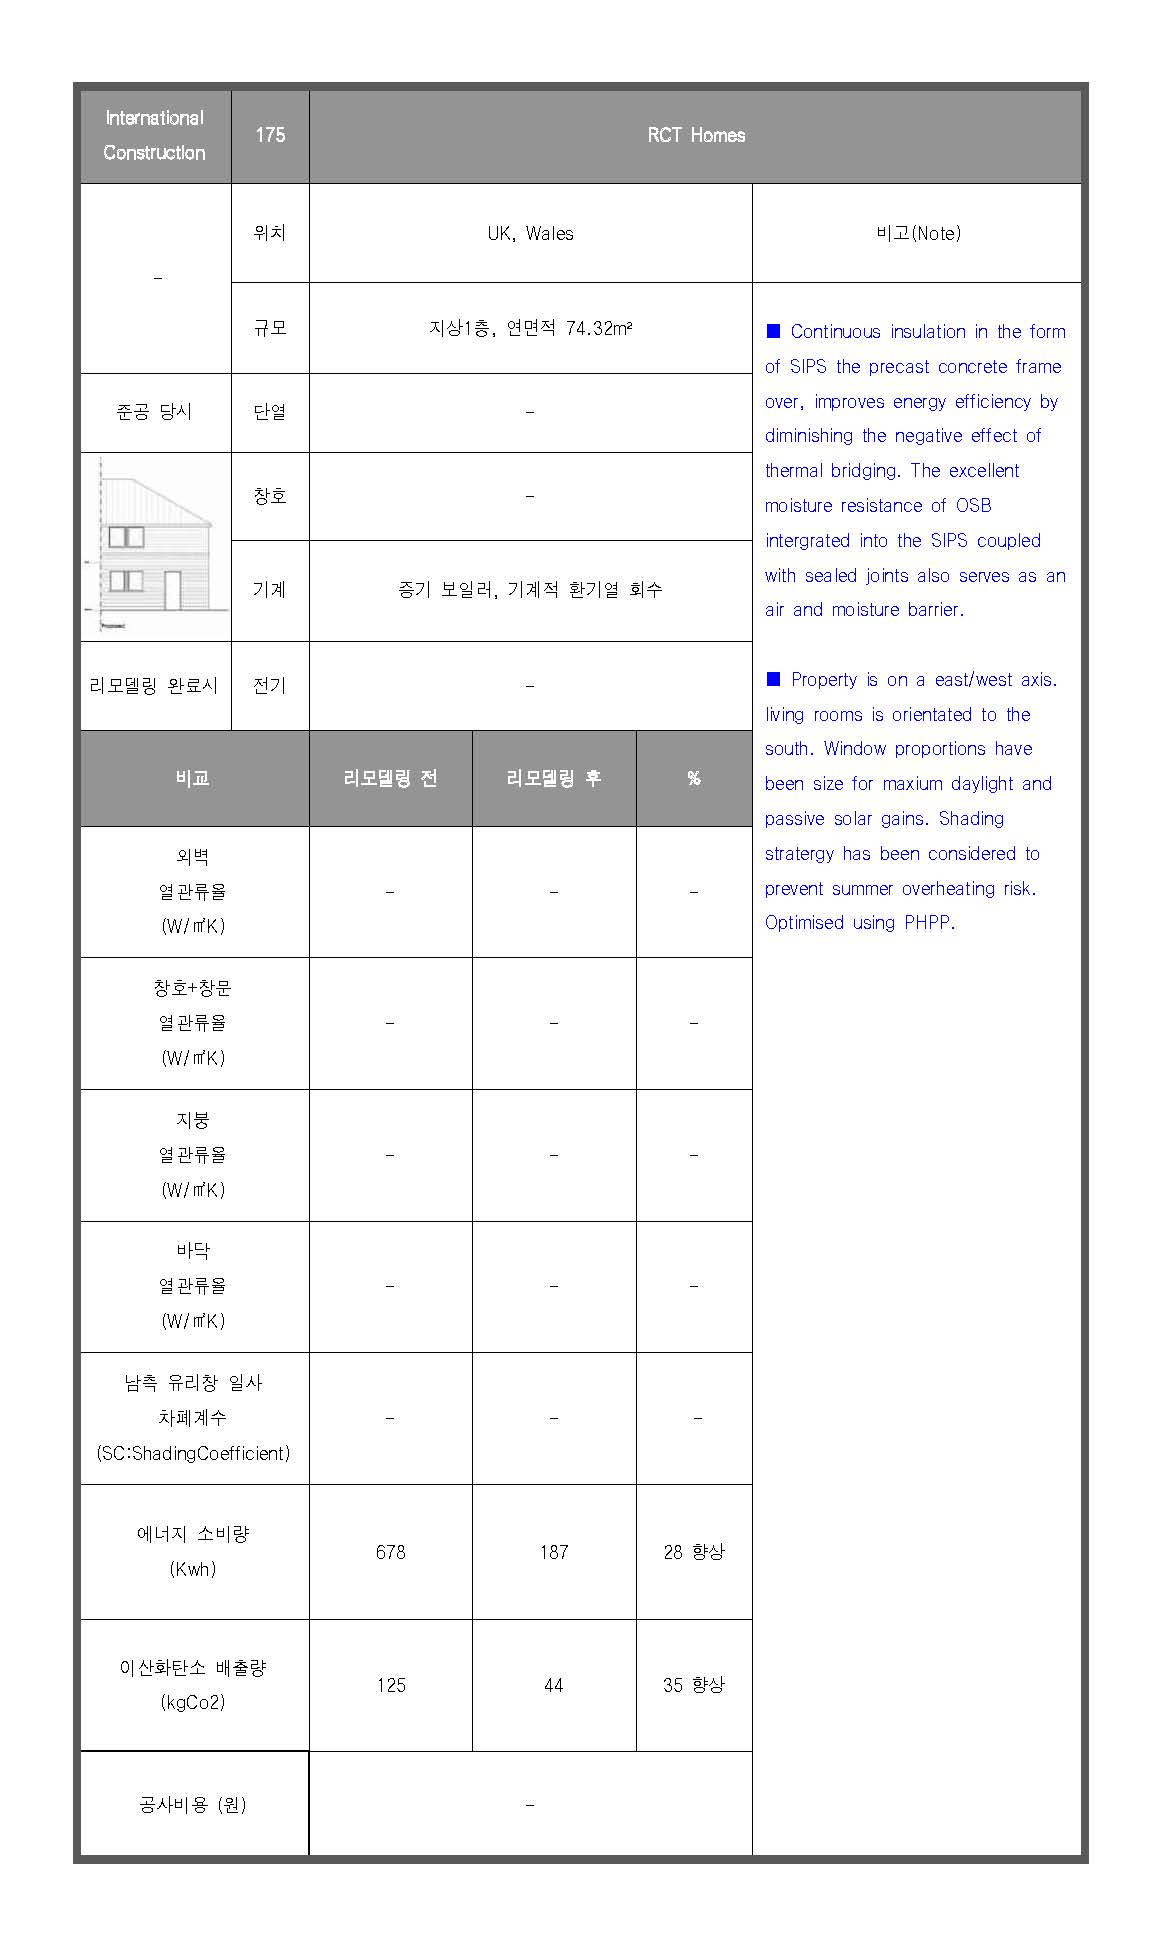 International
Construction
175
RCT Homes
-
위치
UK, Wales
비고(Note)
규모
지상1층, 연면적 74.32m²
■ Continuous insulation in the form
of SIPS the precast concrete frame
over, improves energy efficiency by
diminishing the negative effect of
thermal bridging. The excellent
moisture resistance of OSB
intergrated into the SIPS coupled
with sealed joints also serves as an
air and moisture barrier.
■ Property is on a east/west axis.
living rooms is orientated to the
south. Window proportions have
been size for maxium daylight and
passive solar gains. Shading
stratergy has been considered to
prevent summer overheating risk.
Optimised using PHPP.
준공 당시
단열
-
창호
-
기계
증기 보일러, 기계적 환기열 회수
리모델링 완료시
전기
-
비교
리모델링 전
리모델링 후
%
외벽
열관류율
(W/㎡K)
-
-
-
창호+창문
열관류율
(W/㎡K)
-
-
-
지붕
열관류율
(W/㎡K)
-
-
-
바닥
열관류율
(W/㎡K)
-
-
-
남측 유리창 일사
차폐계수
(SC:ShadingCoefficient)
-
-
-
에너지 소비량
(Kwh)
678
187
28 향상
이산화탄소 배출량
(kgCo2)
125
44
35 향상
공사비용 (원)
-